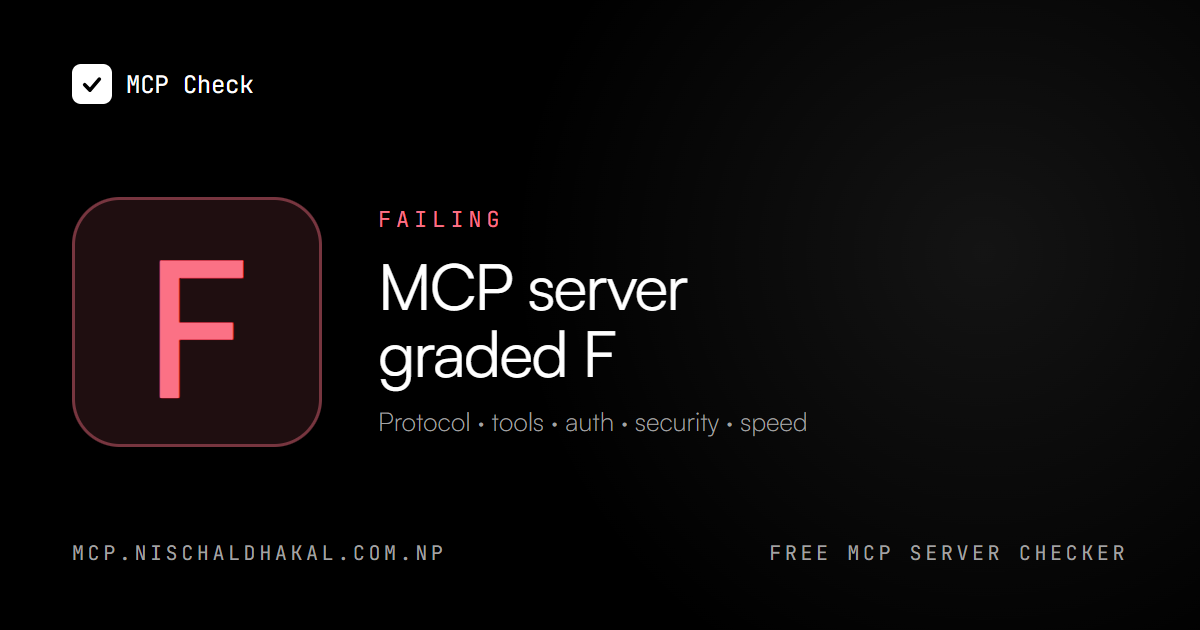 MCP Check
F
FAILING
MCP server
graded F
Protocol • tools • auth • security • speed
MCP.NISCHALDHAKAL.COM.NP
FREE MCP SERVER CHECKER